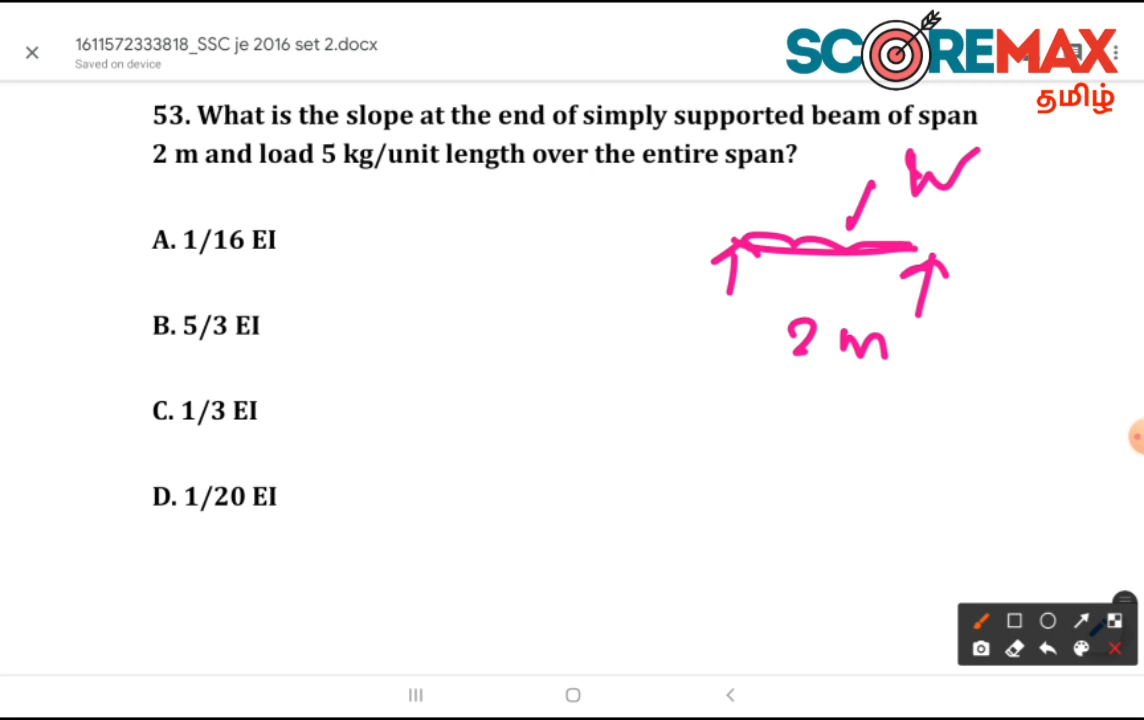 1611572333818_SSC je 2016 set 2.docx
Saved on device
SCOREMAX
தமிழ்
53. What is the slope at the end of simply supported beam of span
2 m and load 5 kg/unit length over the entire span?
W
A. 1/16 EI
2 m
B. 5/3 EI
C. 1/3 EI
D. 1/20 EI